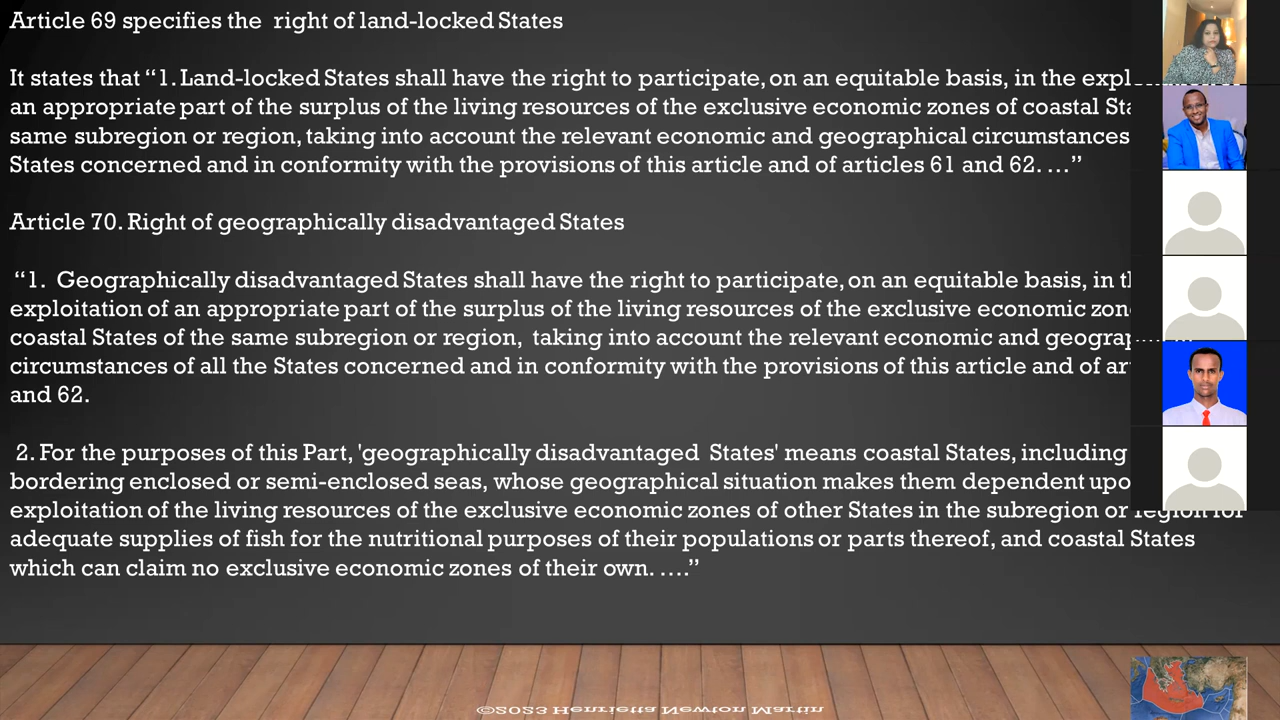 Article 69 specifies the right of land-locked States
It states that “1. Land-locked States shall have the right to participate, on an equitable basis, in the
an appropriate part of the surplus of the living resources of the exclusive economic zones of coastal
same subregion or region, taking into account the relevant economic and geographical circumstances
States concerned and in conformity with the provisions of this article and of articles 61 and 62. …”
Article 70. Right of geographically disadvantaged States
“1. Geographically disadvantaged States shall have the right to participate, on an equitable basis, in
exploitation of an appropriate part of the surplus of the living resources of the exclusive economic
coastal States of the same subregion or region, taking into account the relevant economic and
circumstances of all the States concerned and in conformity with the provisions of this article and of
and 62.
2. For the purposes of this Part, 'geographically disadvantaged States' means coastal States, including
bordering enclosed or semi-enclosed seas, whose geographical situation makes them dependent
exploitation of the living resources of the exclusive economic zones of other States in the subregion or region for
adequate supplies of fish for the nutritional purposes of their populations or parts thereof, and coastal States
which can claim no exclusive economic zones of their own. ….”
©2023 Henrietta Newton Martin